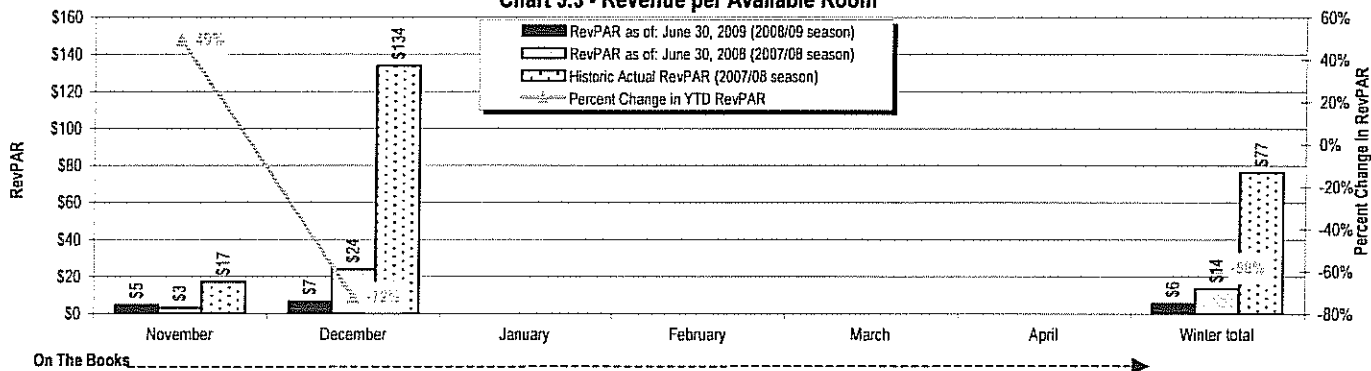 Chart 5.3 - Revenue per Available Room
RevPAR as of: June 30, 2009 (2008/09 season)
RevPAR as of: June 30, 2008 (2007/08 season)
Historic Actual RevPAR (2007/08 season)
Percent Change in YTD RevPAR
RevPAR
$160
$140
$120
$100
$80
$60
$40
$20
$0
60%
40%
20%
0%
-20%
-40%
-60%
-80%
Percent Change In RevPAR
49%
$5
$3
$17
$7
$24
$134
$6
$14
$77
November
December
January
February
March
April
Winter total
On The Books